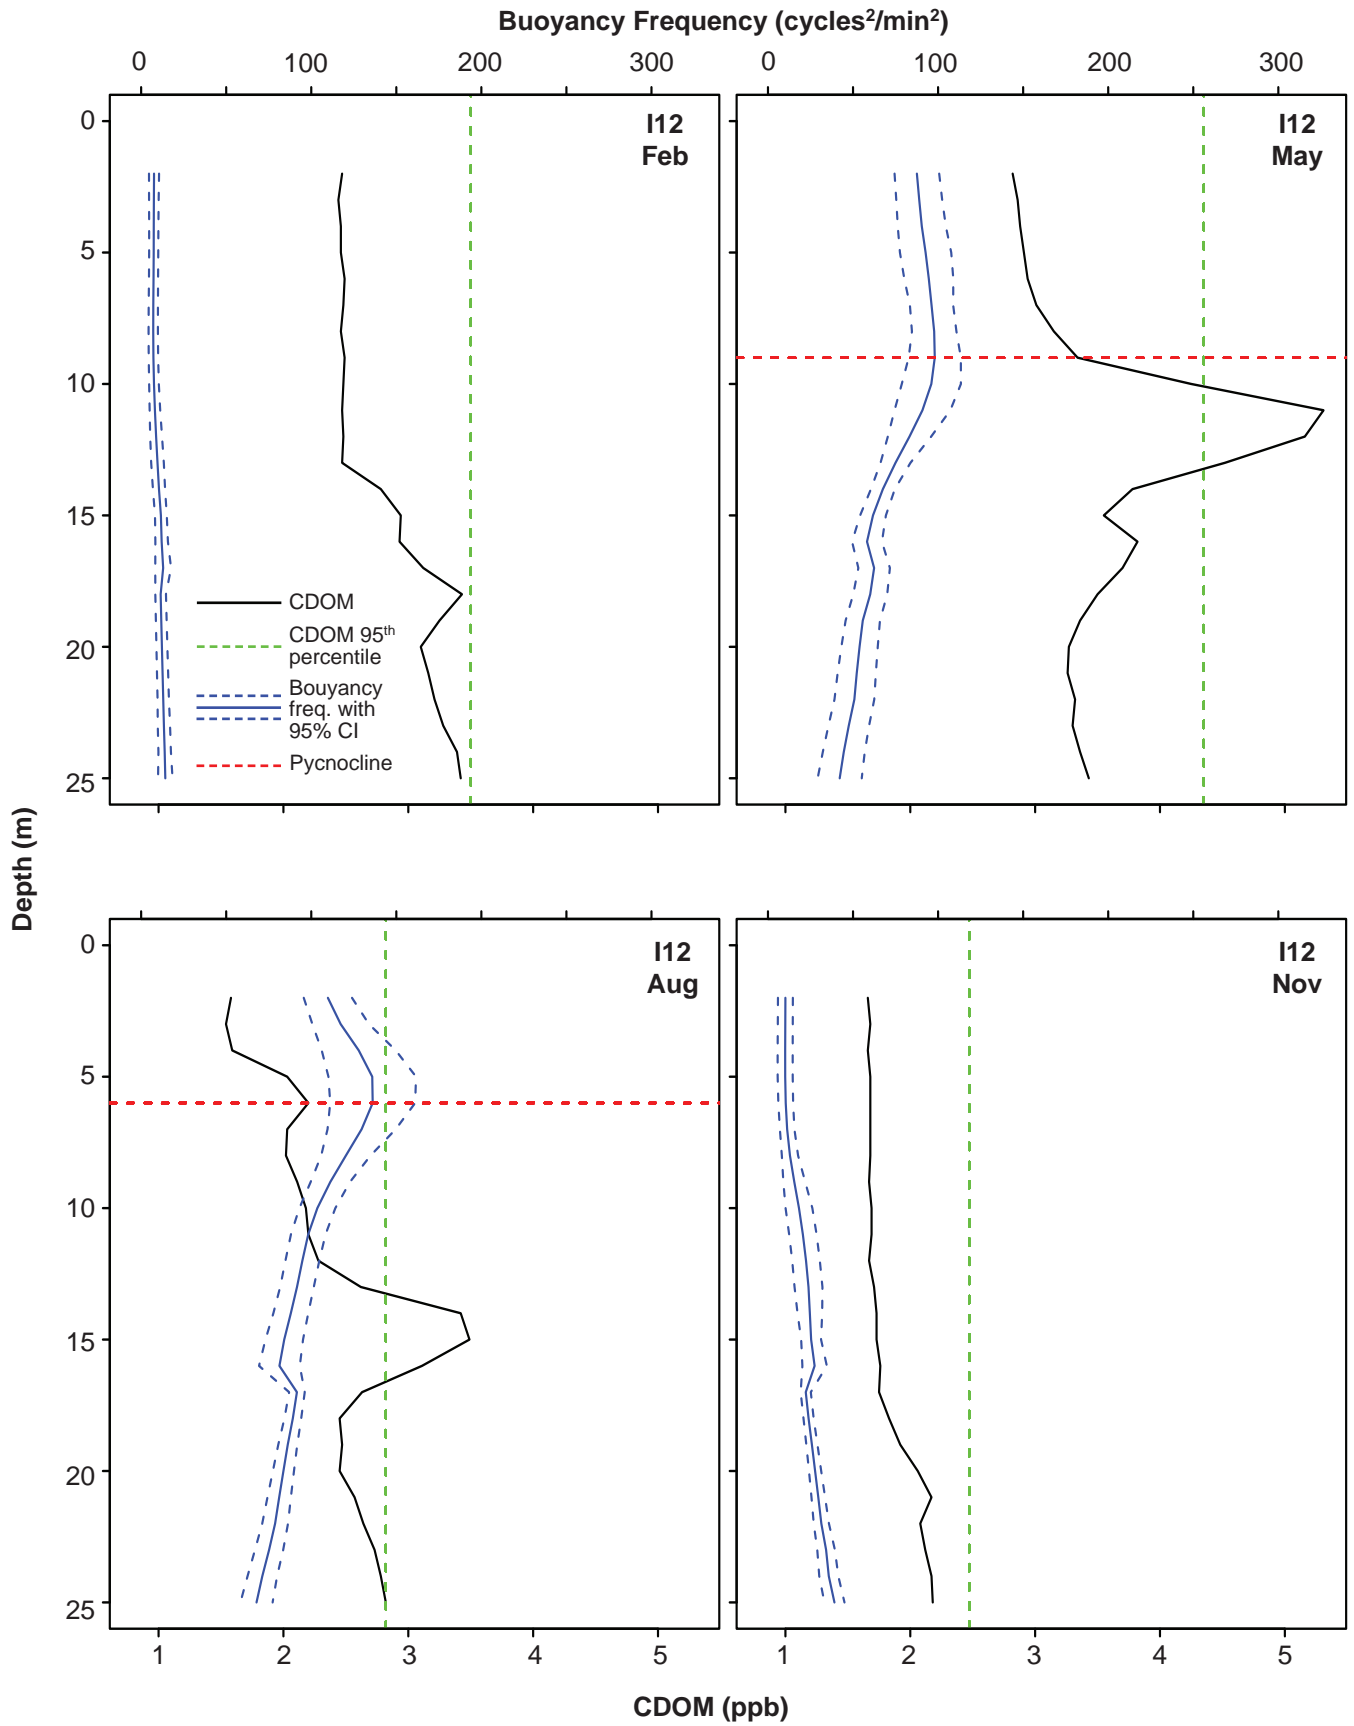 Buoyancy Frequency (cycles²/min²)
0 100 200 300 0 100 200 300
I12
Feb
I12
May
0
5
10
15
20
25
CDOM
CDOM 95th
percentile
Bouyancy
freq. with
95% CI
Pycnocline
Depth (m)
I12
Aug
I12
Nov
0
5
10
15
20
25
1 2 3 4 5 1 2 3 4 5
CDOM (ppb)